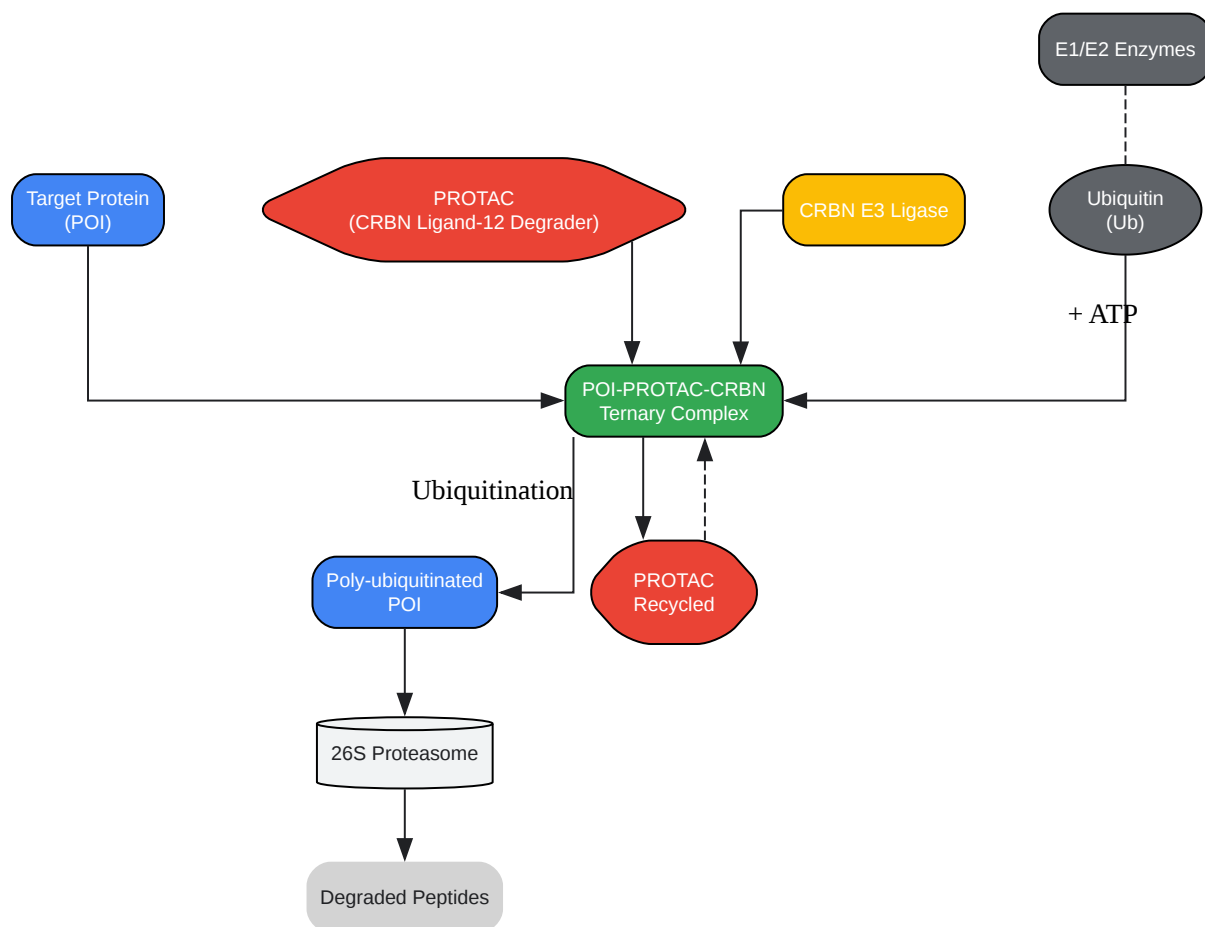 E1/E2 Enzymes
Target Protein
(POI)
PROTAC
(CRBN Ligand-12 Degrader)
CRBN E3 Ligase
Ubiquitin
(Ub)
+ ATP
POI-PROTAC-CRBN
Ternary Complex
Ubiquitination
Poly-ubiquitinated
POI
PROTAC
Recycled
26S Proteasome
Degraded Peptides